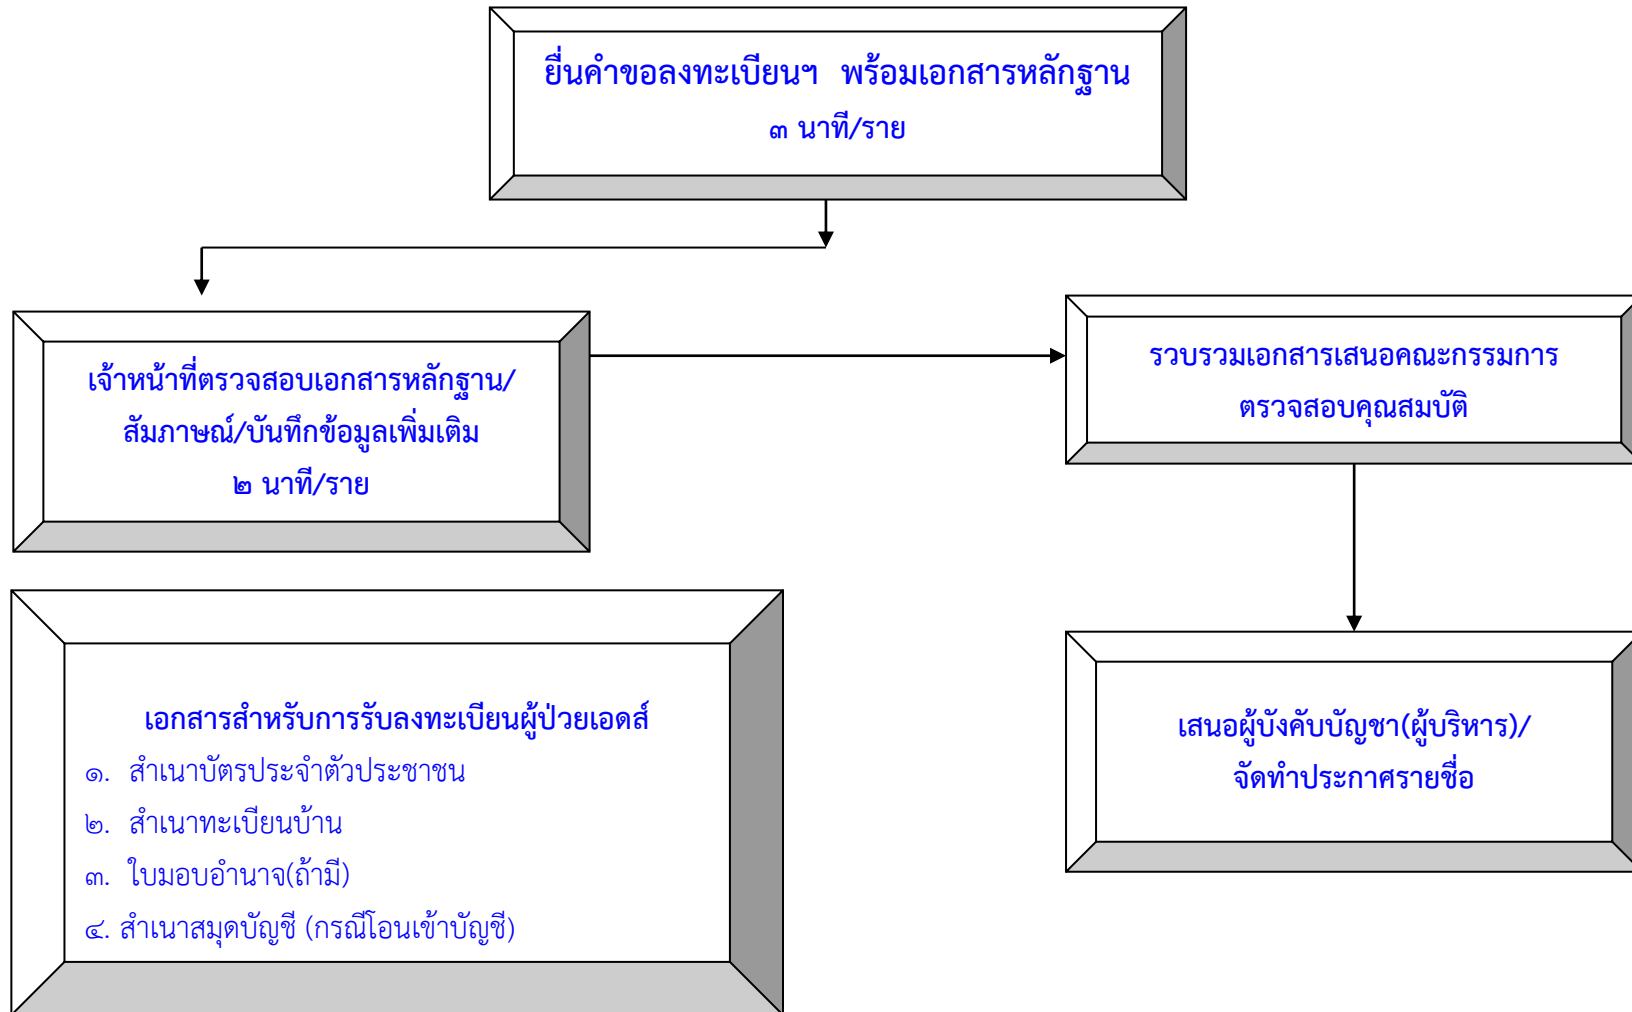 ยื่นคำขอลงทะเบียนฯ พร้อมเอกสารหลักฐาน
๓ นาที/ราย
เจ้าหน้าที่ตรวจสอบเอกสารหลักฐาน/
สัมภาษณ์/บันทึกข้อมูลเพิ่มเติม
๒ นาที/ราย
รวบรวมเอกสารเสนอคณะกรรมการ
ตรวจสอบคุณสมบัติ
เอกสารสำหรับการรับลงทะเบียนผู้ป่วยเอดส์
๑. สำเนาบัตรประจำตัวประชาชน
๒. สำเนาทะเบียนบ้าน
๓. ใบมอบอำนาจ(ถ้ามี)
๔. สำเนาสมุดบัญชี (กรณีโอนเข้าบัญชี)
เสนอผู้บังคับบัญชา(ผู้บริหาร)/
จัดทำประกาศรายชื่อ